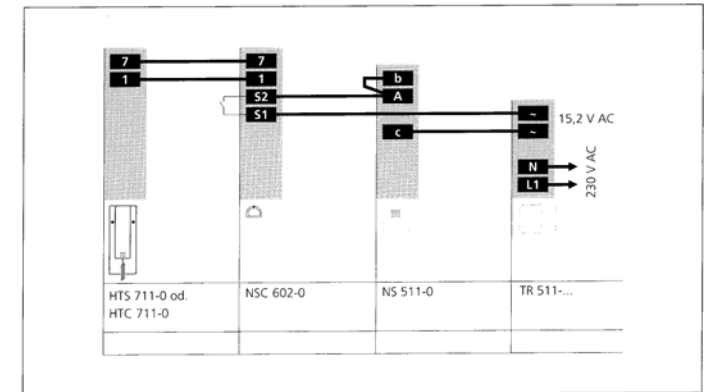 7
1
7
1
S2
S1
b
A
c
~
~
15,2 V AC
N
L1
230 V AC
HTS 711-0 od.
HTC 711-0
NSC 602-0
NS 511-0
TR 511-...